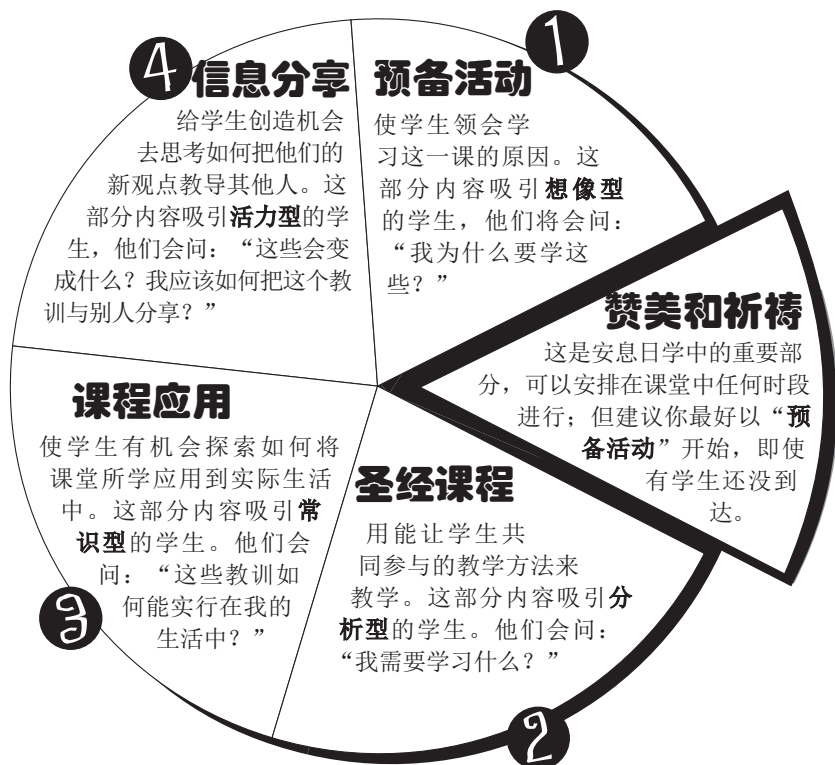 1
预备活动
使学生领会学
习这一课的原因。这
部分内容吸引想像型
的学生，他们将会问：
“我为什么要学这
些？”
赞美和祈祷
这是安息日学中的重要部
分，可以安排在课堂中任何时段
进行；但建议你最好以“预
备活动”开始，即使
有学生还没到
达。
圣经课程
用能让学生共
同参与的教学方法来
教学。这部分内容吸引分
析型的学生。他们会问：
“我需要学习什么？”
2
课程应用
使学生有机会探索如何将
课堂所学应用到实际生活
中。这部分内容吸引常
识型的学生。他们会
问：“这些教训如
何能实行在我的
生活中？”
3
4
信息分享
给学生创造机会
去思考如何把他们的
新观点教导其他人。这
部分内容吸引活力型的学
生，他们会问：“这些会变
成什么？我应该如何把这个教
训与别人分享？”